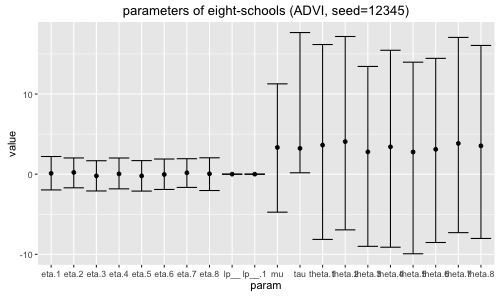 parameters of eight-schools (ADVI, seed=12345)
value
10
0
-10
eta.1 eta.2 eta.3 eta.4 eta.5 eta.6 eta.7 eta.8 lp__ lp__.1 mu tau theta.1 theta.2 theta.3 theta.4 theta.5 theta.6 theta.7 theta.8
param